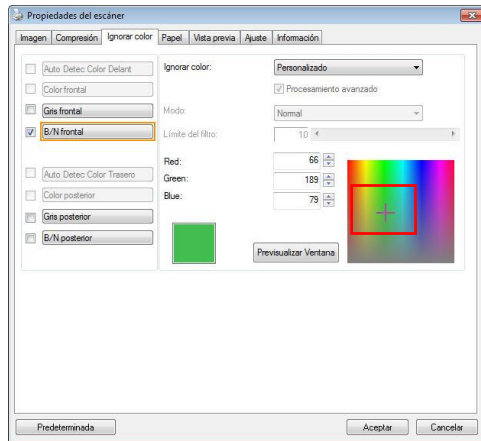 Propiedades del escáner
Imagen Compresión Ignorar color Papel Vista previa Ajuste Información
Auto Detec Color Delant
Color frontal
Gris frontal
B/N frontal
Auto Detec Color Trasero
Color posterior
Gris posterior
B/N posterior
Ignorar color: Personalizado
Procesamiento avanzado
Modo: Normal
Límite del filtro: 10
Red: 66
Green: 189
Blue: 79
Previsualizar Ventana
Predeterminada Aceptar Cancelar